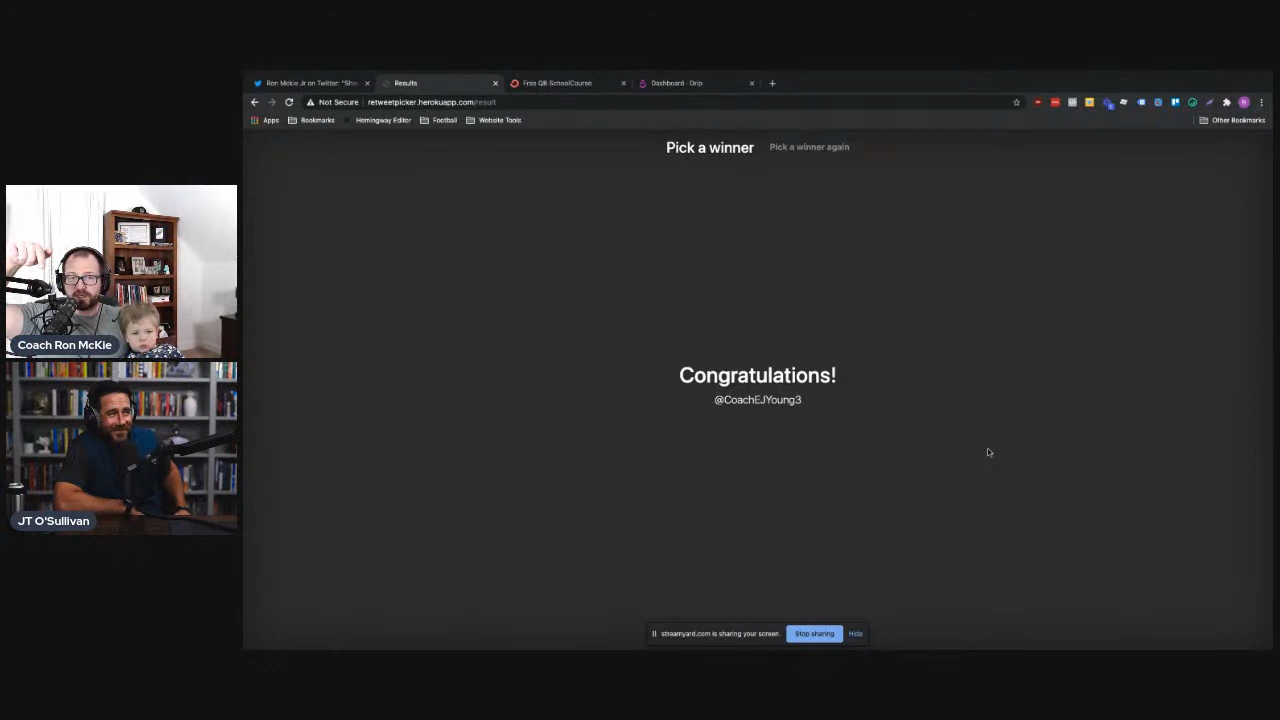 Ron Mckie Jr on Twitter: "Sho
Results
Free QB SchoolCourse
Dashboard - Drip
Not Secure
retweetpicker.herokuapp.com/result
Apps
Bookmarks
Hemingway Editor
Football
Website Tools
Other Bookmarks
Pick a winner
Pick a winner again
Coach Ron McKie
Congratulations!
@CoachEJYoung3
JT O'Sullivan
streamyard.com is sharing your screen.
Stop sharing
Hide